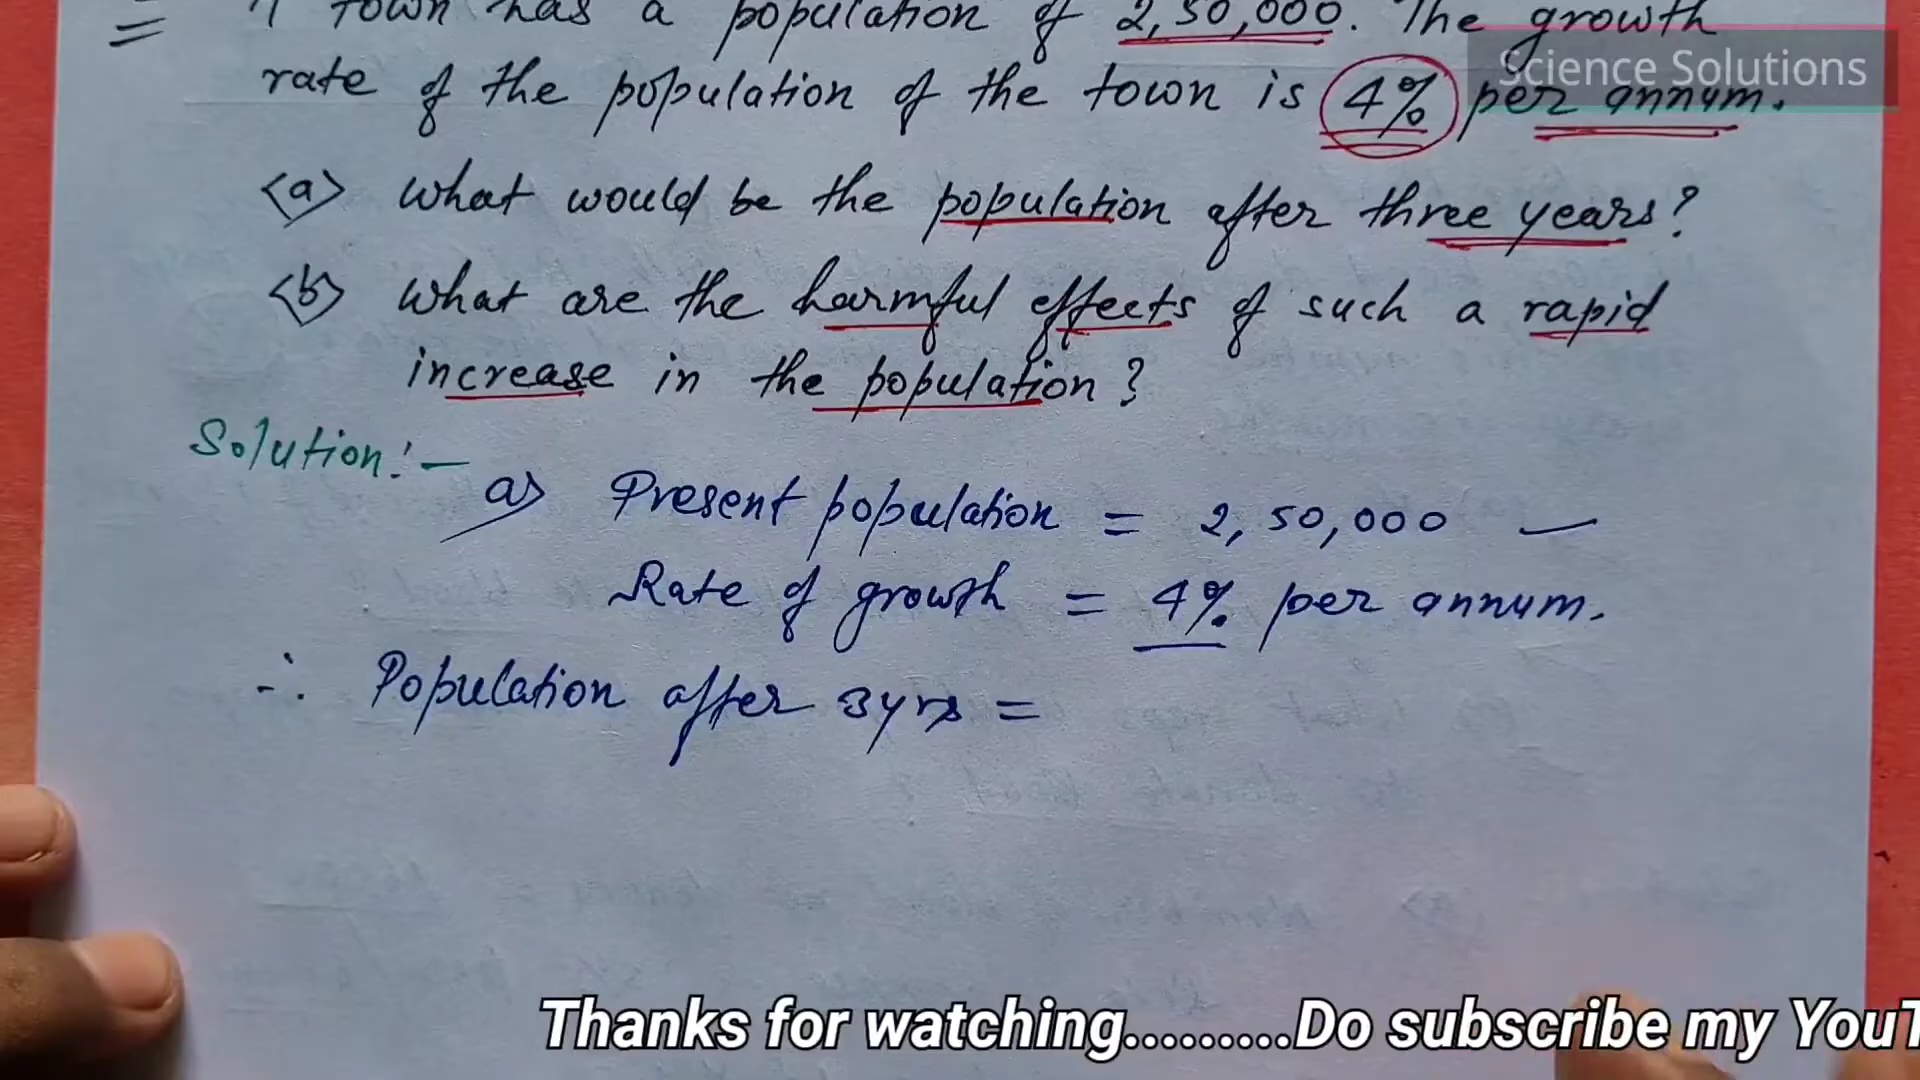 town has a population of 2,50,000. The growth
Science Solutions
rate of the population of the town is 4% per annum.
<a> What would be the population after three years?
<b> What are the harmful effects of such a rapid
increase in the population?
Solution:-
a> Present population = 2,50,000 —
Rate of growth = 4% per annum.
∴ Population after 3yrs =
Thanks for watching.........Do subscribe my YouT